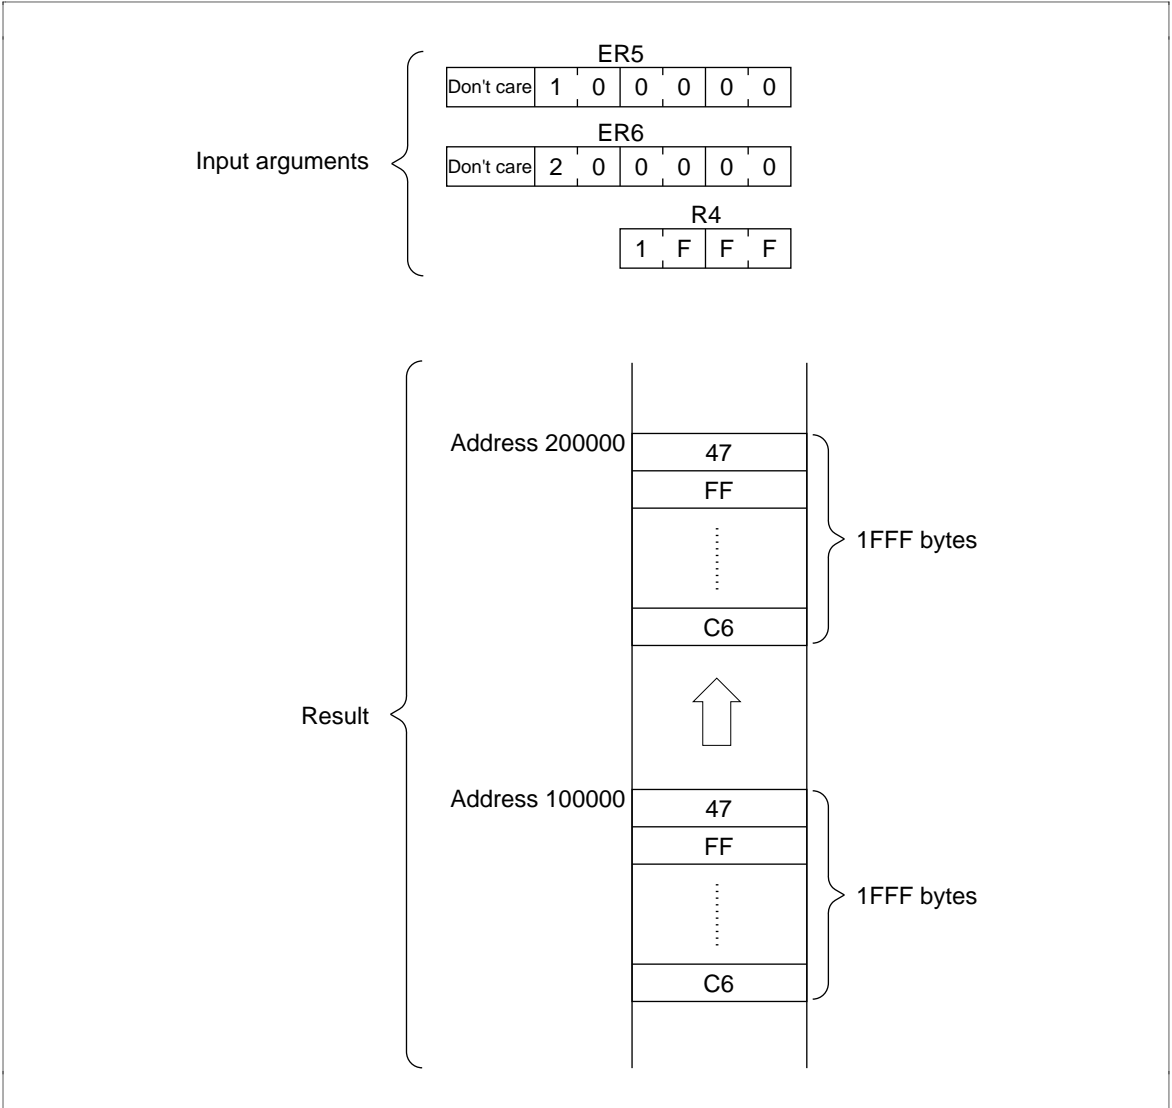 ER5
Don't care 1 0 0 0 0 0
ER6
Input arguments
Don't care 2 0 0 0 0 0
R4
1 F F F
Address 200000
47
FF
1FFF bytes
C6
Result
Address 100000
47
FF
1FFF bytes
C6